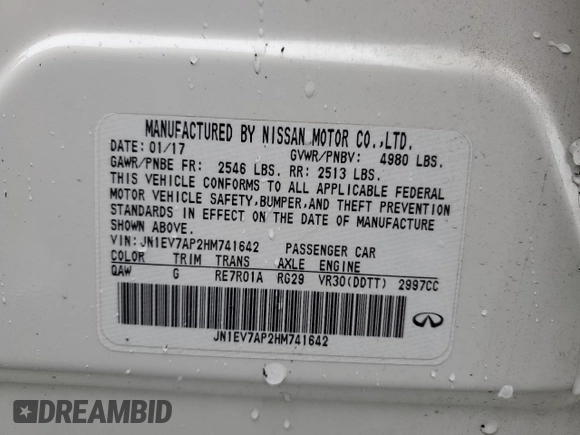 MANUFACTURED BY NISSAN MOTOR CO.,LTD.
DATE: 01/17 GVWR/PNBV: 4980 LBS.
GAWR/PNBE FR: 2546 LBS. RR: 2513 LBS.
THIS VEHICLE CONFORMS TO ALL APPLICABLE FEDERAL
MOTOR VEHICLE SAFETY, BUMPER, AND THEFT PREVENTION
STANDARDS IN EFFECT ON THE DATE OF MANUFACTURE
SHOWN ABOVE.
VIN: JN1EV7AP2HM741642 PASSENGER CAR
COLOR TRIM TRANS AXLE ENGINE
QAW G RE7R01A RG29 VR30(DDTT) 2997CC
JN1EV7AP2HM741642
DREAMBID